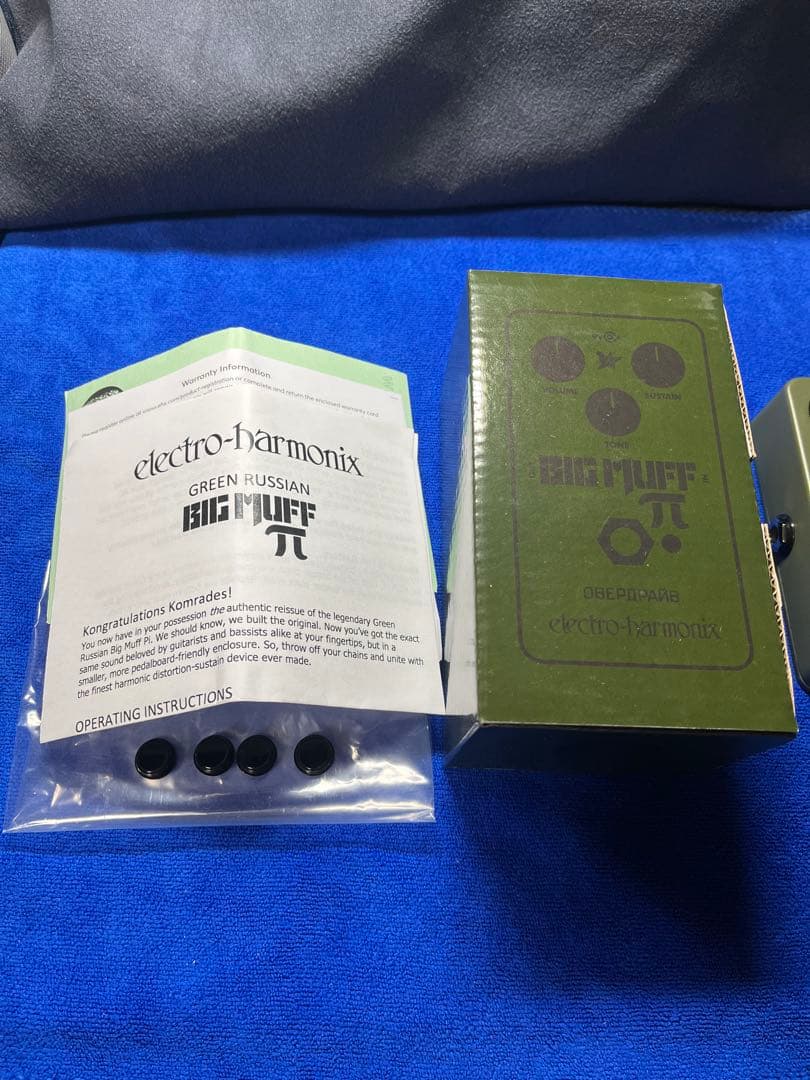 Warranty Information
electro-harmonix
GREEN RUSSIAN
BIG MUFF
π
Kongratulations Komrades!
You now have in your possession the authentic reissue of the legendary Green
Russian Big Muff Pi. We should know, we built the original. Now you've got the exact
same sound beloved by guitarists and bassists alike at your fingertips, but in a
smaller, more pedalboard-friendly enclosure. So, throw off your chains and unite with
the finest harmonic distortion-sustain device ever made.
OPERATING INSTRUCTIONS
VOLUME
SUSTAIN
TONE
BIG MUFF
π
ОВЕРДРАЙВ
electro-harmonix